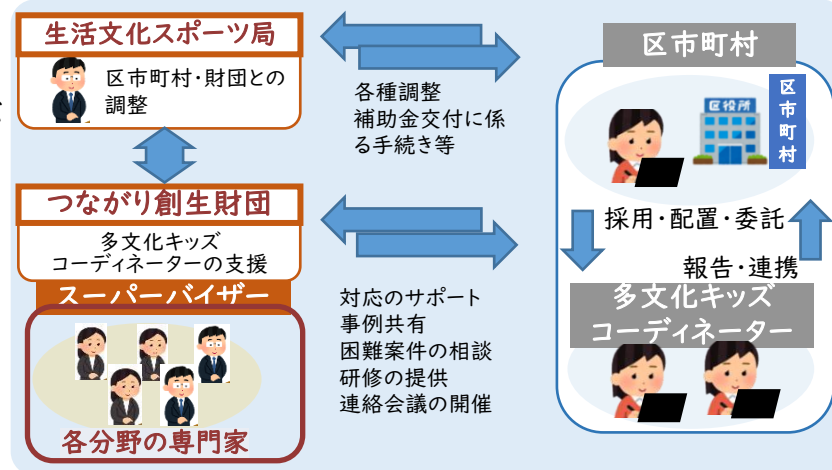 生活文化スポーツ局
区市町村・財団との
調整
つながり創生財団
多文化キッズ
コーディネーターの支援
スーパーバイザー
各分野の専門家
各種調整
補助金交付に係
る手続き等
対応のサポート
事例共有
困難案件の相談
研修の提供
連絡会議の開催
区市町村
区役所
区市町村
採用・配置・委託
報告・連携
多文化キッズ
コーディネーター